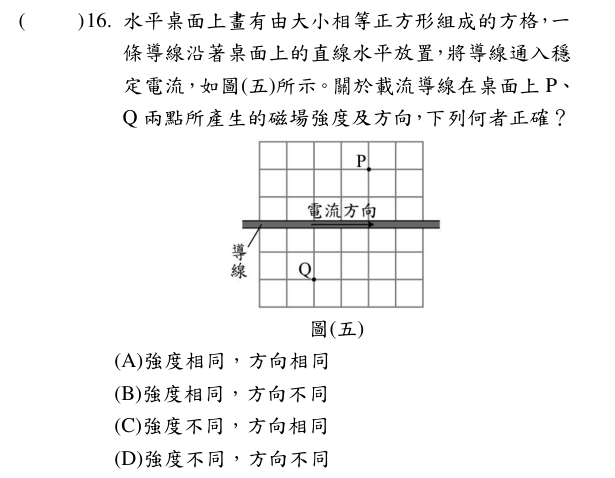 (　　)16. 水平桌面上畫有由大小相等正方形組成的方格，一
條導線沿著桌面上的直線水平放置，將導線通入穩
定電流，如圖(五)所示。關於載流導線在桌面上 P、
Q 兩點所產生的磁場強度及方向，下列何者正確？
P
電流方向
導線
Q
圖(五)
(A)強度相同，方向相同
(B)強度相同，方向不同
(C)強度不同，方向相同
(D)強度不同，方向不同